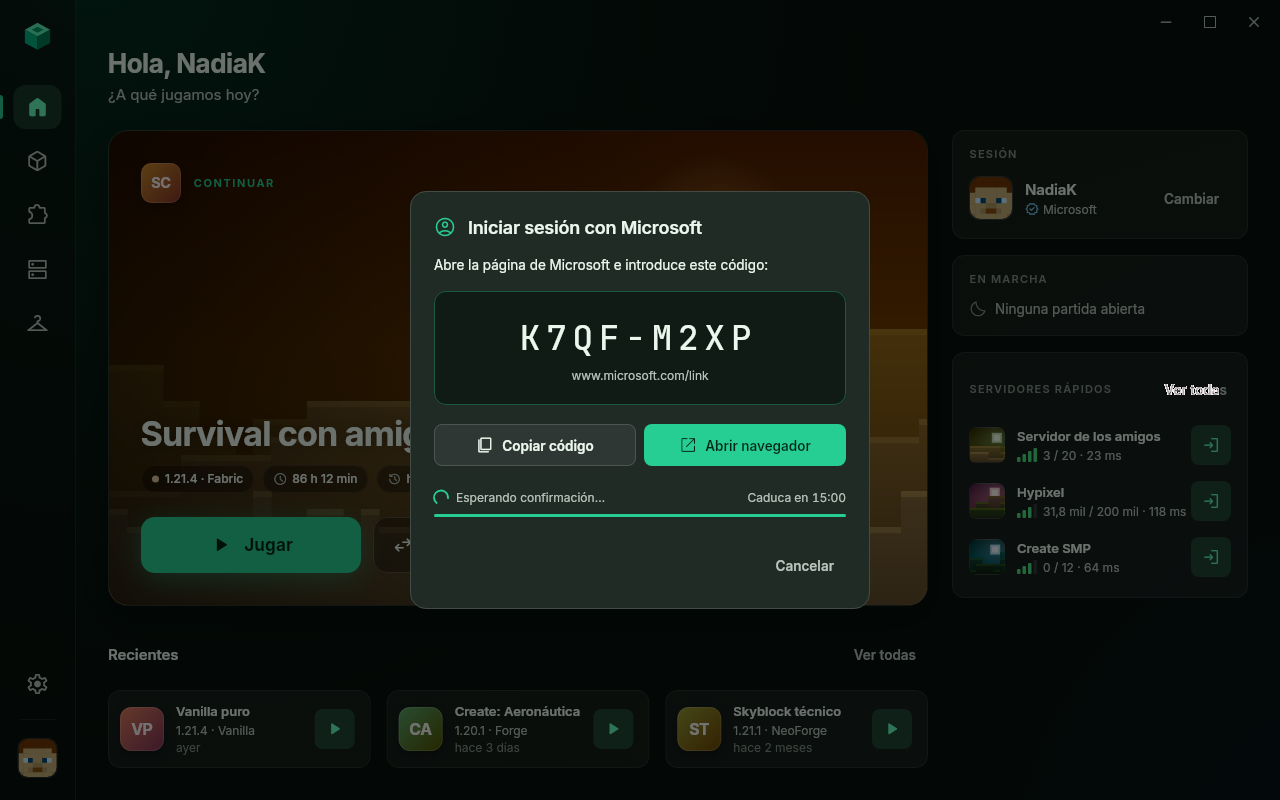 Hola, NadiaK
¿A qué jugamos hoy?
SC
CONTINUAR
Survival con
1.21.4 · Fabric
86 h 12 min
Jugar
Iniciar sesión con Microsoft
Abre la página de Microsoft e introduce este código:
K7QF-M2XP
www.microsoft.com/link
Copiar código
Abrir navegador
Esperando confirmación...
Caduca en 15:00
Cancelar
SESIÓN
NadiaK
Microsoft
Cambiar
EN MARCHA
Ninguna partida abierta
SERVIDORES RÁPIDOS
Servidor de los amigos
3 / 20 · 23 ms
Hypixel
31,8 mil / 200 mil · 118 ms
Create SMP
0 / 12 · 64 ms
Recientes
Ver todas
VP
Vanilla puro
1.21.4 · Vanilla
ayer
CA
Create: Aeronáutica
1.20.1 · Forge
hace 3 días
ST
Skyblock técnico
1.21.1 · NeoForge
hace 2 meses